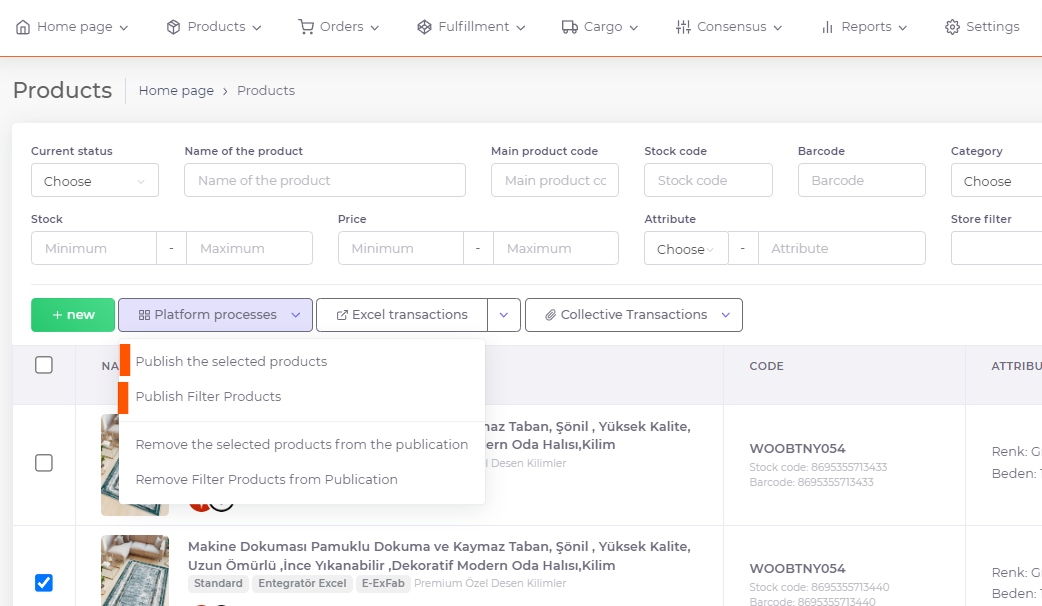 Home page Products Orders Fulfillment Cargo Consensus Reports Settings
Products Home page › Products
Current status Name of the product Main product code Stock code Barcode Category
Choose Name of the product Main product cc Stock code Barcode Choose
Stock Price Attribute Store filter
Minimum - Maximum Minimum - Maximum Choose - Attribute
+ new Platform processes Excel transactions Collective Transactions
Publish the selected products
Publish Filter Products
Remove the selected products from the publication
Remove Filter Products from Publication
NA CODE ATTRIBU
maz Taban, Şönil , Yüksek Kalite,
ern Oda Halısı,Kilim
l Desen Kilimler
WOOBTNY054
Stock code: 8695355713433
Barcode: 8695355713433
Renk: G
Beden:
Makine Dokuması Pamuklu Dokuma ve Kaymaz Taban, Şönil , Yüksek Kalite,
Uzun Ömürlü ,İnce Yıkanabilir ,Dekoratif Modern Oda Halısı,Kilim
Standard Entegratör Excel E-ExFab Premium Özel Desen Kilimler
WOOBTNY054
Stock code: 8695355713440
Barcode: 8695355713440
Renk: G
Beden: